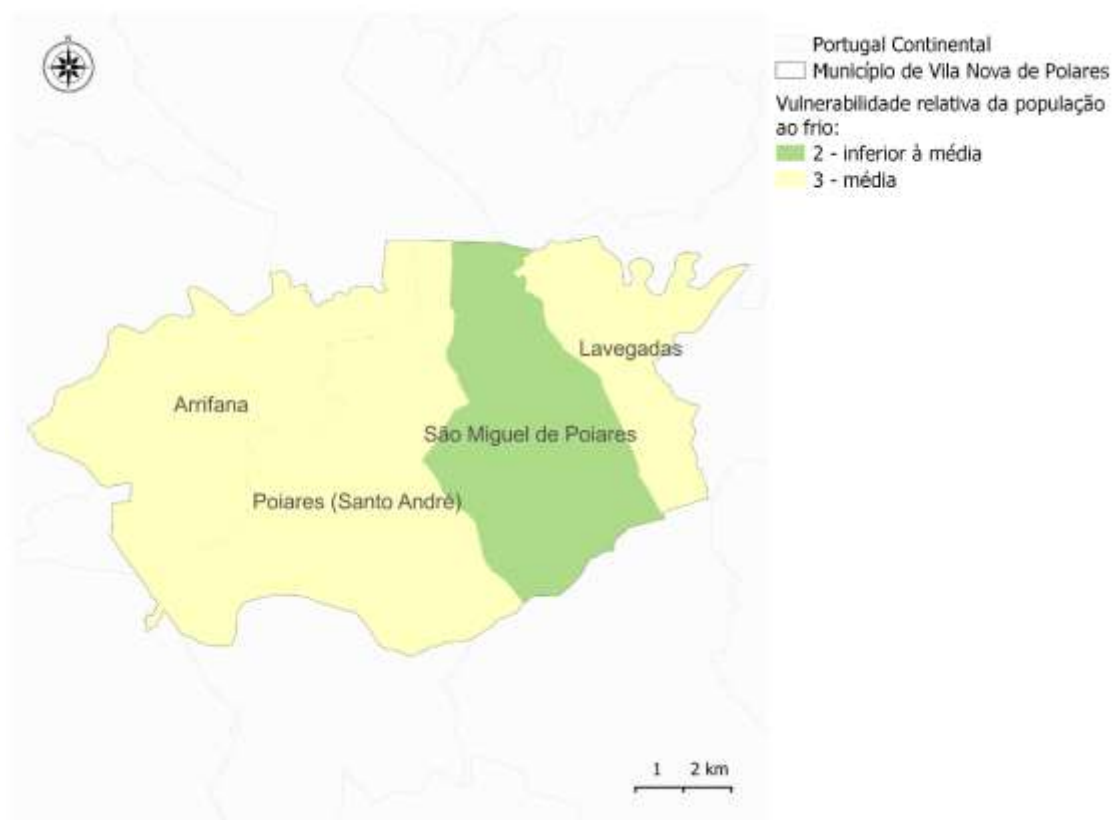 N
Portugal Continental
Município de Vila Nova de Poiares
Vulnerabilidade relativa da população
ao frio:
2 - inferior à média
3 - média
Lavegadas
Arrifana
São Miguel de Poiares
Poiares (Santo André)
1 2 km